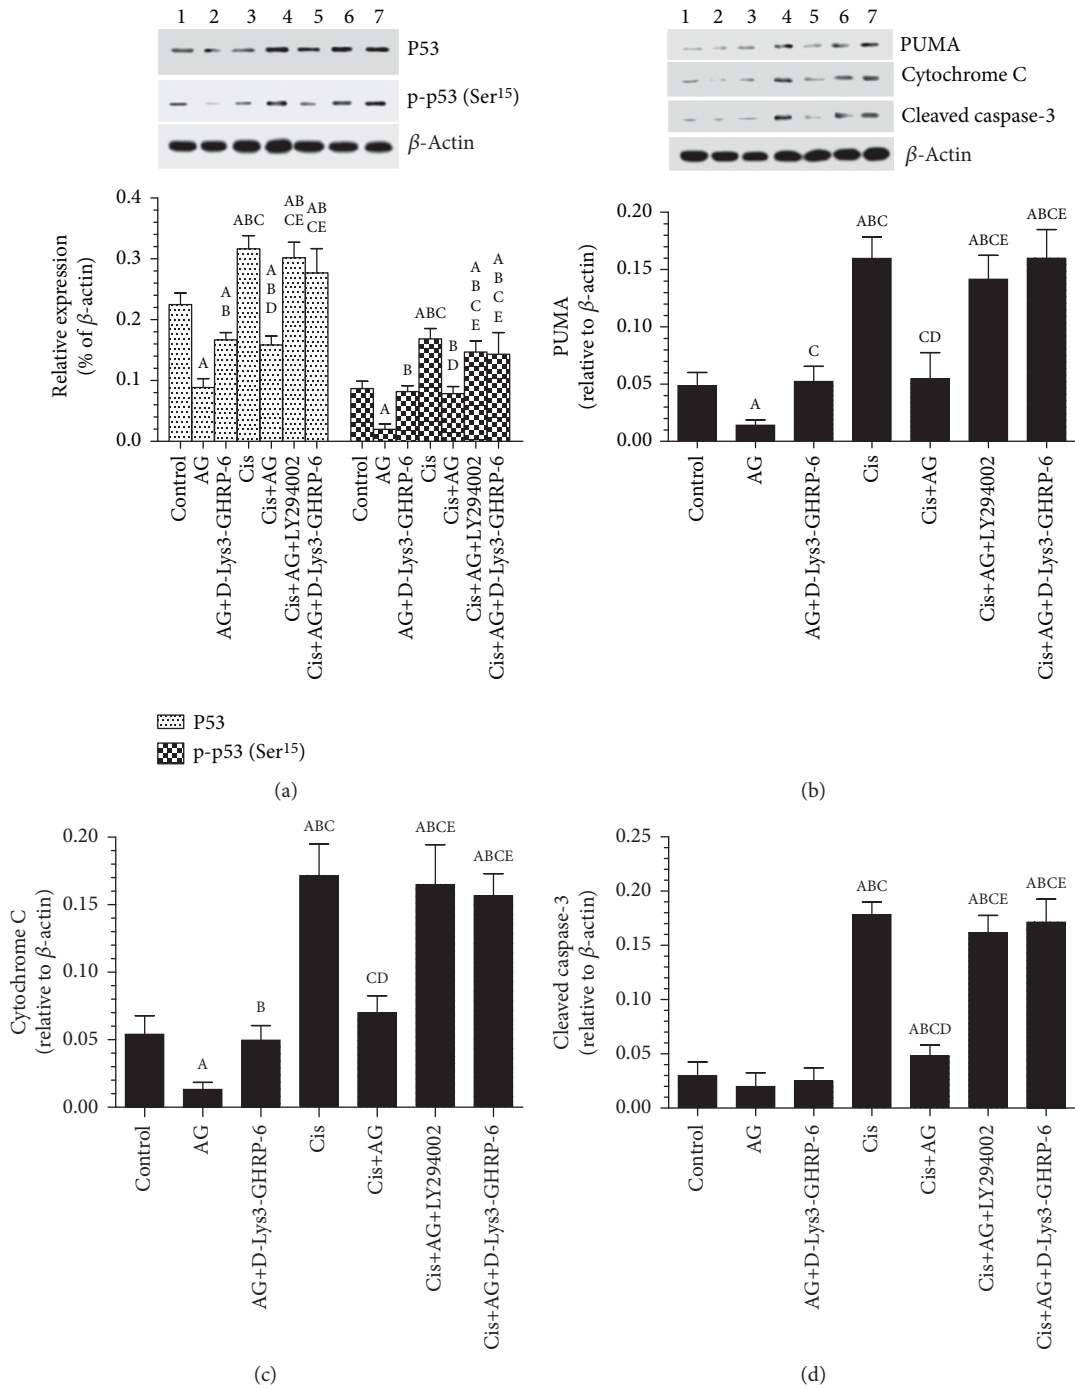 1 2 3 4 5 6 7
P53
p-p53 (Ser15)
β-Actin
0.4
0.3
0.2
0.1
0.0
Relative expression
(% of β-actin)
A
A
B
ABC
A
B
D
AB
CE
AB
CE
A
B
ABC
B
D
A
B
C
E
A
B
C
E
Control
AG
AG+D-Lys3-GHRP-6
Cis
Cis+AG
Cis+AG+LY294002
Cis+AG+D-Lys3-GHRP-6
Control
AG
AG+D-Lys3-GHRP-6
Cis
Cis+AG
Cis+AG+LY294002
Cis+AG+D-Lys3-GHRP-6
P53
p-p53 (Ser15)
(a)
1 2 3 4 5 6 7
PUMA
Cytochrome C
Cleaved caspase-3
β-Actin
0.20
0.15
0.10
0.05
0.00
PUMA
(relative to β-actin)
A
C
ABC
CD
ABCE
ABCE
Control
AG
AG+D-Lys3-GHRP-6
Cis
Cis+AG
Cis+AG+LY294002
Cis+AG+D-Lys3-GHRP-6
(b)
0.20
0.15
0.10
0.05
0.00
Cytochrome C
(relative to β-actin)
A
B
ABC
CD
ABCE
ABCE
Control
AG
AG+D-Lys3-GHRP-6
Cis
Cis+AG
Cis+AG+LY294002
Cis+AG+D-Lys3-GHRP-6
(c)
0.25
0.20
0.15
0.10
0.05
0.00
Cleaved caspase-3
(relative to β-actin)
ABC
ABCD
ABCE
ABCE
Control
AG
AG+D-Lys3-GHRP-6
Cis
Cis+AG
Cis+AG+LY294002
Cis+AG+D-Lys3-GHRP-6
(d)